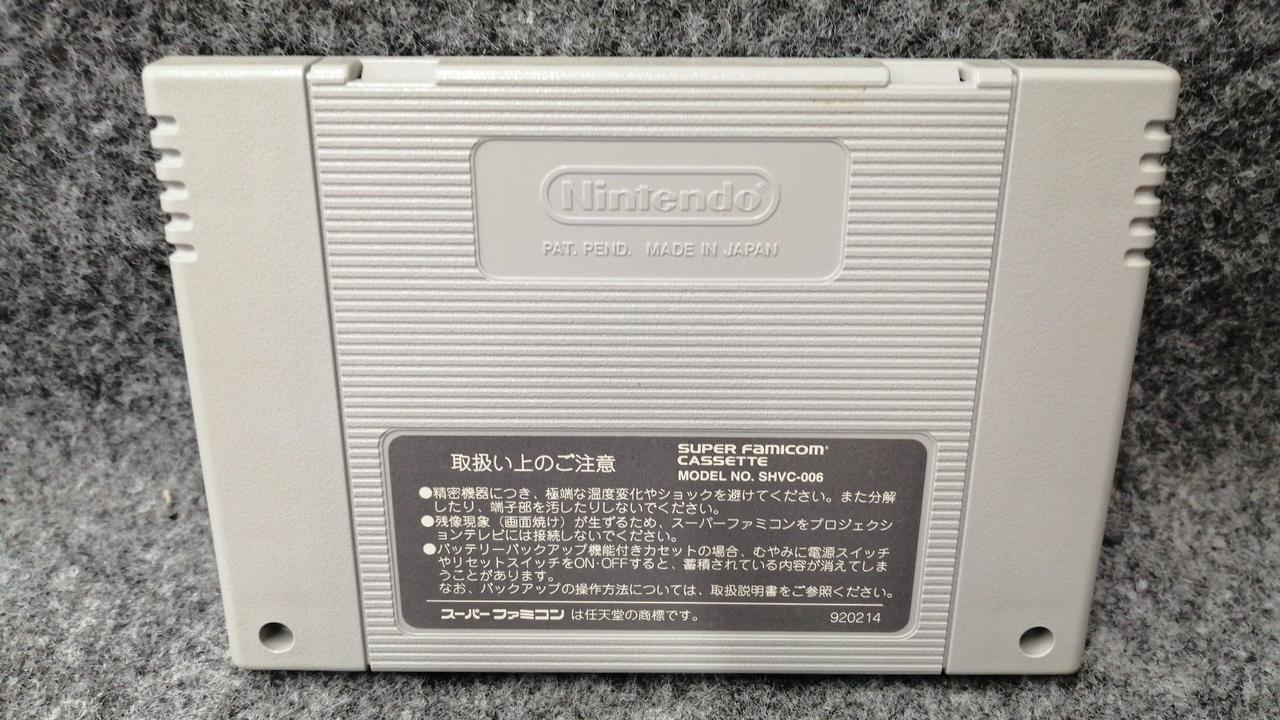 Nintendo®
PAT. PEND. MADE IN JAPAN
取扱い上のご注意
SUPER FAMICOM®
CASSETTE
MODEL NO. SHVC-006
●精密機器につき、極端な温度変化やショックを避けてください。また分解
したり、端子部を汚したりしないでください。
●残像現象(画面焼け)が生ずるため、スーパーファミコンをプロジェクシ
ョンテレビには接続しないでください。
●バッテリーバックアップ機能付きカセットの場合、むやみに電源スイッチ
やリセットスイッチをON・OFFすると、蓄積されている内容が消えてしま
うことがあります。
なお、バックアップの操作方法については、取扱説明書をご参照ください。
スーパーファミコン は任天堂の商標です。
920214